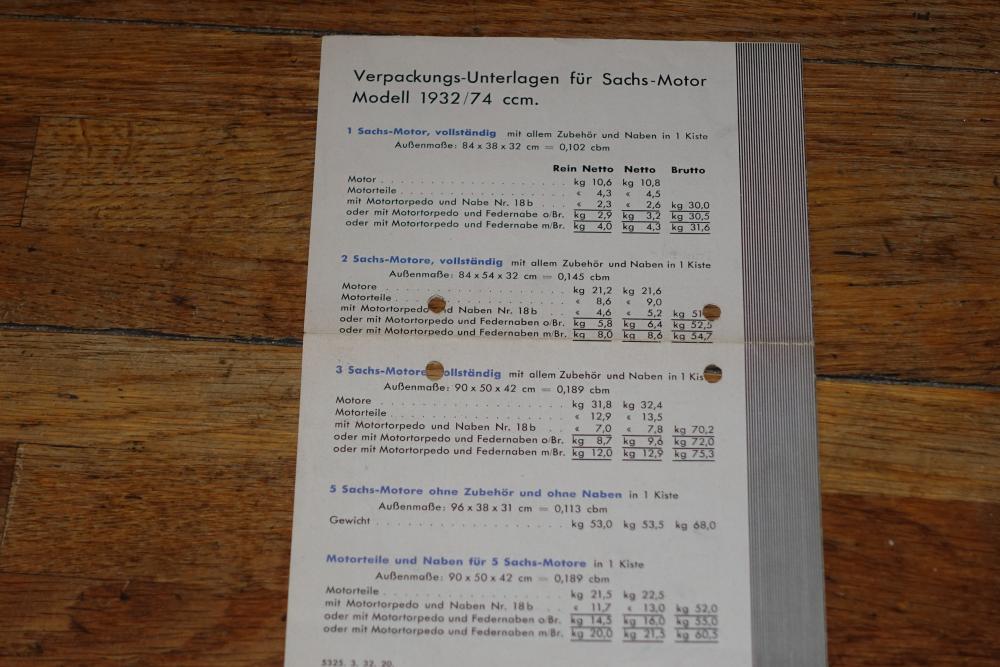 Verpackungs-Unterlagen für Sachs-Motor
Modell 1932/74 ccm.
1 Sachs-Motor, vollständig mit allem Zubehör und Naben in 1 Kiste
Außenmaße: 84 x 38 x 32 cm = 0,102 cbm
Rein Netto Netto Brutto
Motor . . . . . . . . . . . . . . . . . . . . kg 10,6 kg 10,8
Motorteile . . . . . . . . . . . . . . . . . . « 4,3 « 4,5
mit Motortorpedo und Nabe Nr. 18b . . . « 2,3 « 2,6 kg 30,0
oder mit Motortorpedo und Federnabe o/Br. kg 2,9 kg 3,2 kg 30,5
oder mit Motortorpedo und Federnabe m/Br. kg 4,0 kg 4,3 kg 31,6
2 Sachs-Motore, vollständig mit allem Zubehör und Naben in 1 Kiste
Außenmaße: 84 x 54 x 32 cm = 0,145 cbm
Motore . . . . . . . . . . . . . . . . . . . kg 21,2 kg 21,6
Motorteile . . . . . . . . . . . . . . . . . « 8,6 « 9,0
mit Motortorpedo und Naben Nr. 18b . . . « 4,6 « 5,2 kg 51
oder mit Motortorpedo und Federnaben o/Br. kg 5,8 kg 6,4 kg 52,5
oder mit Motortorpedo und Federnaben m/Br. kg 8,0 kg 8,6 kg 54,7
3 Sachs-Motore vollständig mit allem Zubehör und Naben in 1 Kis
Außenmaße: 90 x 50 x 42 cm = 0,189 cbm
Motore . . . . . . . . . . . . . . . . . . . kg 31,8 kg 32,4
Motorteile . . . . . . . . . . . . . . . . . « 12,9 « 13,5
mit Motortorpedo und Naben Nr. 18b . . . « 7,0 « 7,8 kg 70,2
oder mit Motortorpedo und Federnaben o/Br. kg 8,7 kg 9,6 kg 72,0
oder mit Motortorpedo und Federnaben m/Br. kg 12,0 kg 12,9 kg 75,3
5 Sachs-Motore ohne Zubehör und ohne Naben in 1 Kiste
Außenmaße: 96 x 38 x 31 cm = 0,113 cbm
Gewicht . . . . . . . . . . . . . . . . . . kg 53,0 kg 53,5 kg 68,0
Motorteile und Naben für 5 Sachs-Motore in 1 Kiste
Außenmaße: 90 x 50 x 42 cm = 0,189 cbm
Motorteile . . . . . . . . . . . . . . . . . kg 21,5 kg 22,5
mit Motortorpedo und Naben Nr. 18b . . « 11,7 « 13,0 kg 52,0
oder mit Motortorpedo und Federnaben o/Br. kg 14,5 kg 16,0 kg 55,0
oder mit Motortorpedo und Federnaben m/Br. kg 20,0 kg 21,5 kg 60,5
5325. 3. 32. 20.